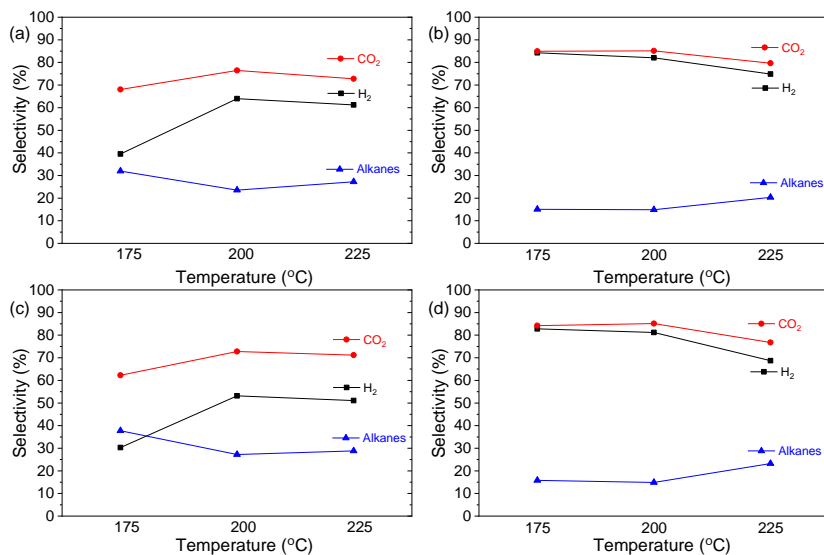 (a)
100
90
80
70
60
50
40
30
20
10
0
Selectivity (%)
CO₂
H₂
Alkanes
175 200 225
Temperature (°C)
(b)
100
90
80
70
60
50
40
30
20
10
0
Selectivity (%)
CO₂
H₂
Alkanes
175 200 225
Temperature (°C)
(c)
100
90
80
70
60
50
40
30
20
10
0
Selectivity (%)
CO₂
H₂
Alkanes
175 200 225
Temperature (°C)
(d)
100
90
80
70
60
50
40
30
20
10
0
Selectivity (%)
CO₂
H₂
Alkanes
175 200 225
Temperature (°C)